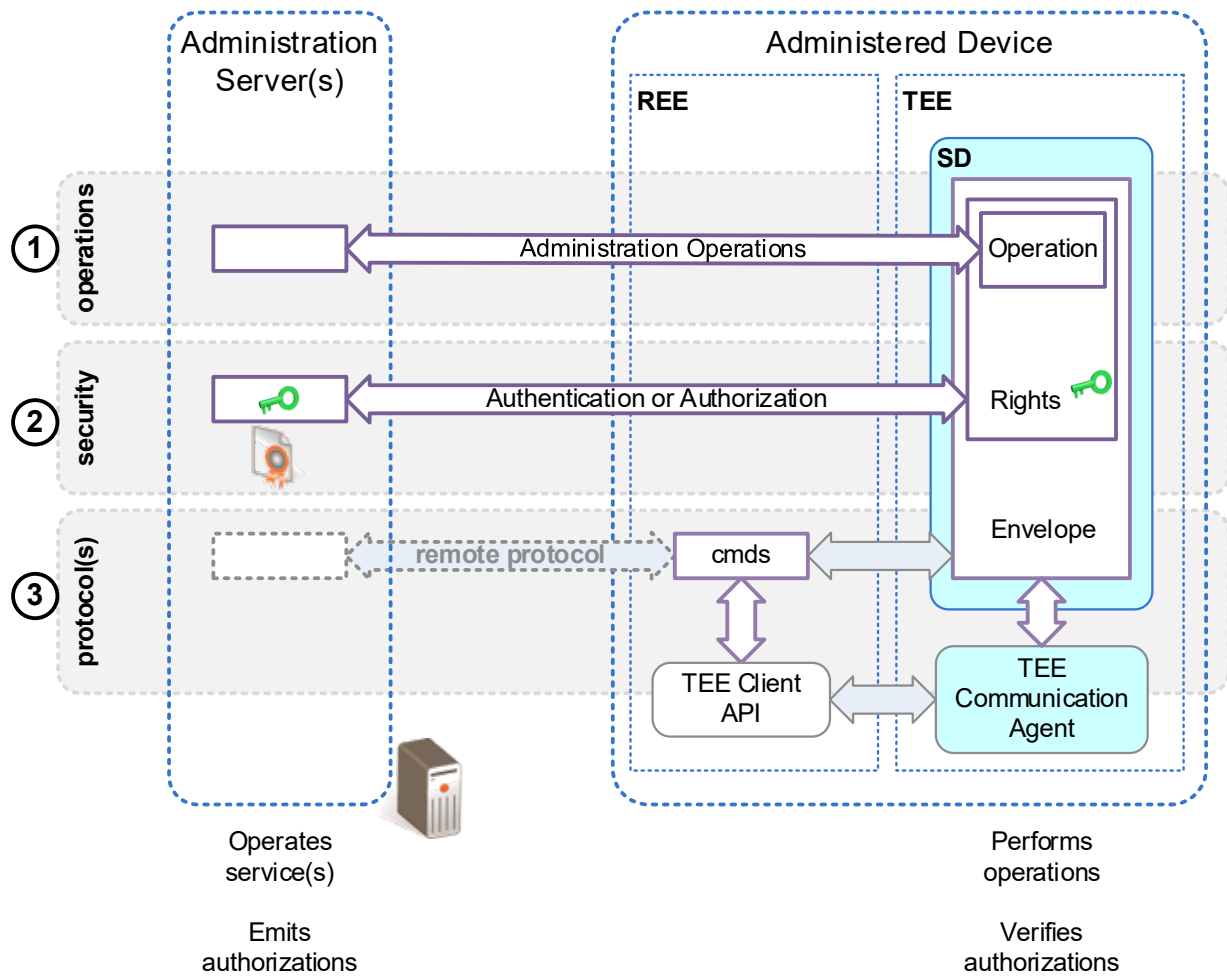 Administration
Server(s)
Administered Device
REE
TEE
SD
1
operations
Administration Operations
Operation
2
security
Authentication or Authorization
Rights
3
protocol(s)
remote protocol
cmds
Envelope
TEE Client
API
TEE
Communication
Agent
Operates
service(s)
Emits
authorizations
Performs
operations
Verifies
authorizations